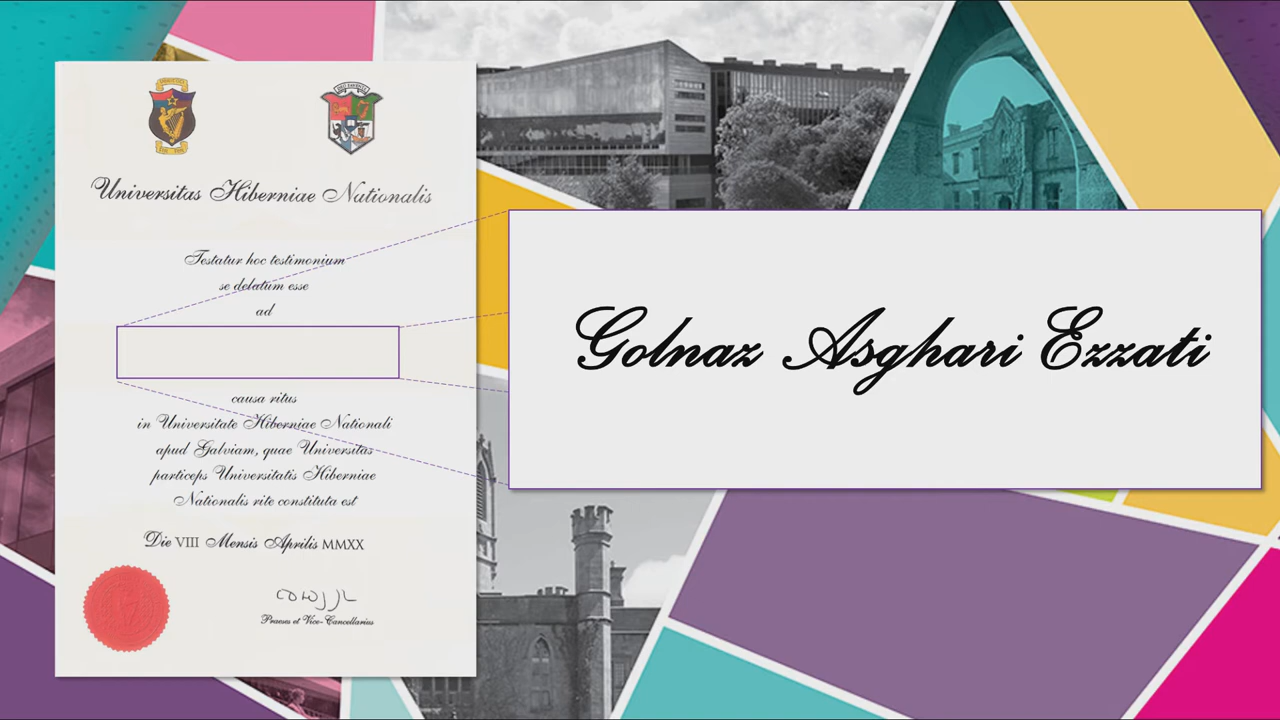 Universitas Hiberniae Nationalis
Testatur hoc testimonium
se delatum esse
ad
causa ritus
in Universitate Hiberniae Nationali
apud Galviam, quae Universitas
particeps Universitatis Hiberniae
Nationalis rite constituta est
Die VIII Mensis Aprilis MMXX
Praeses et Vice-Cancellarius
Golnaz Asghari Ezzati